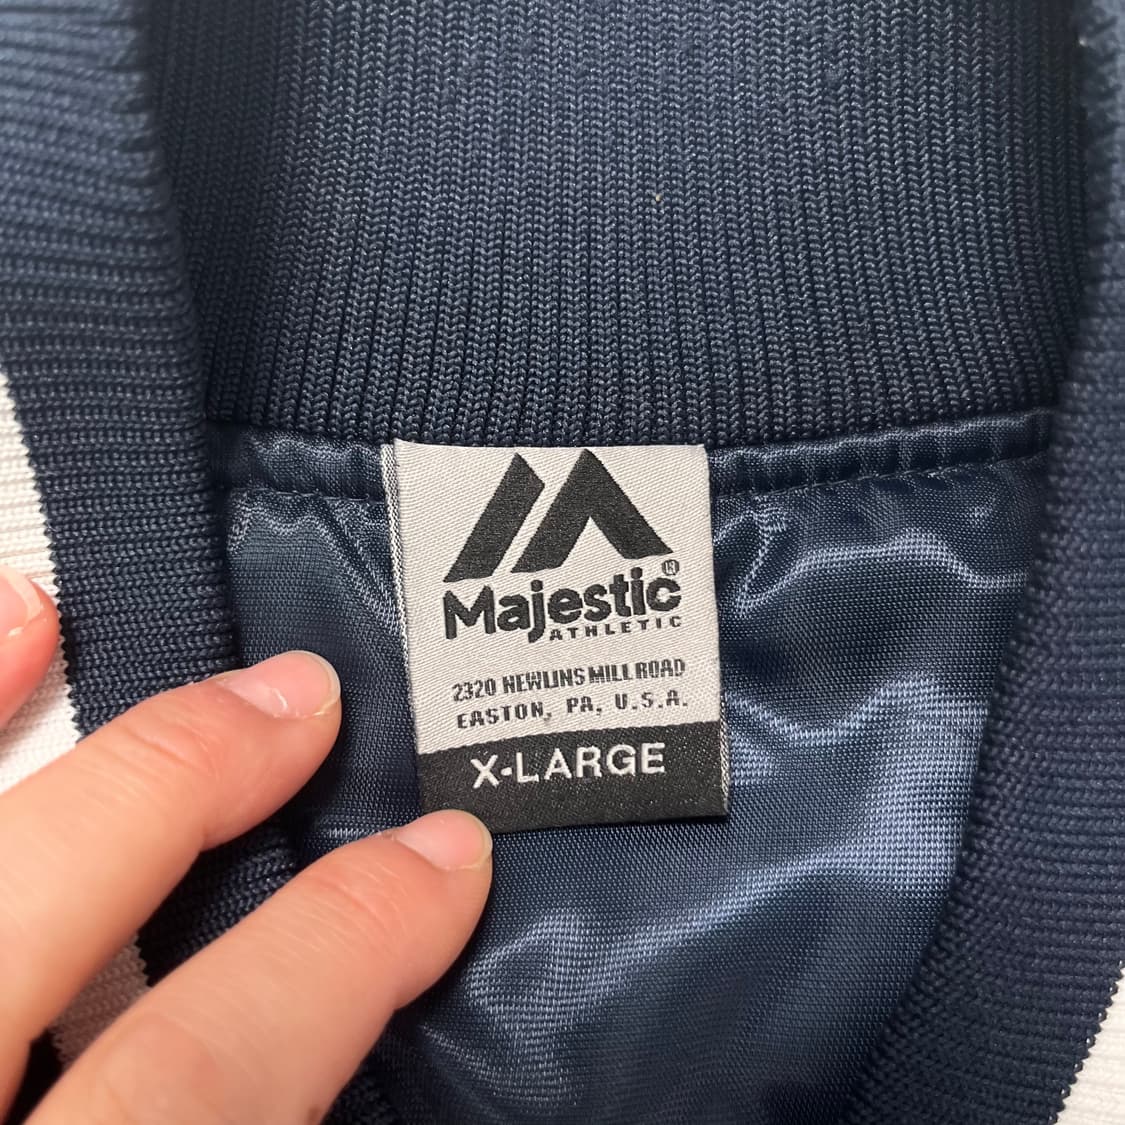 Majestic
ATHLETIC
2320 NEWLINS MILL ROAD
EASTON, PA, U.S.A.
X-LARGE